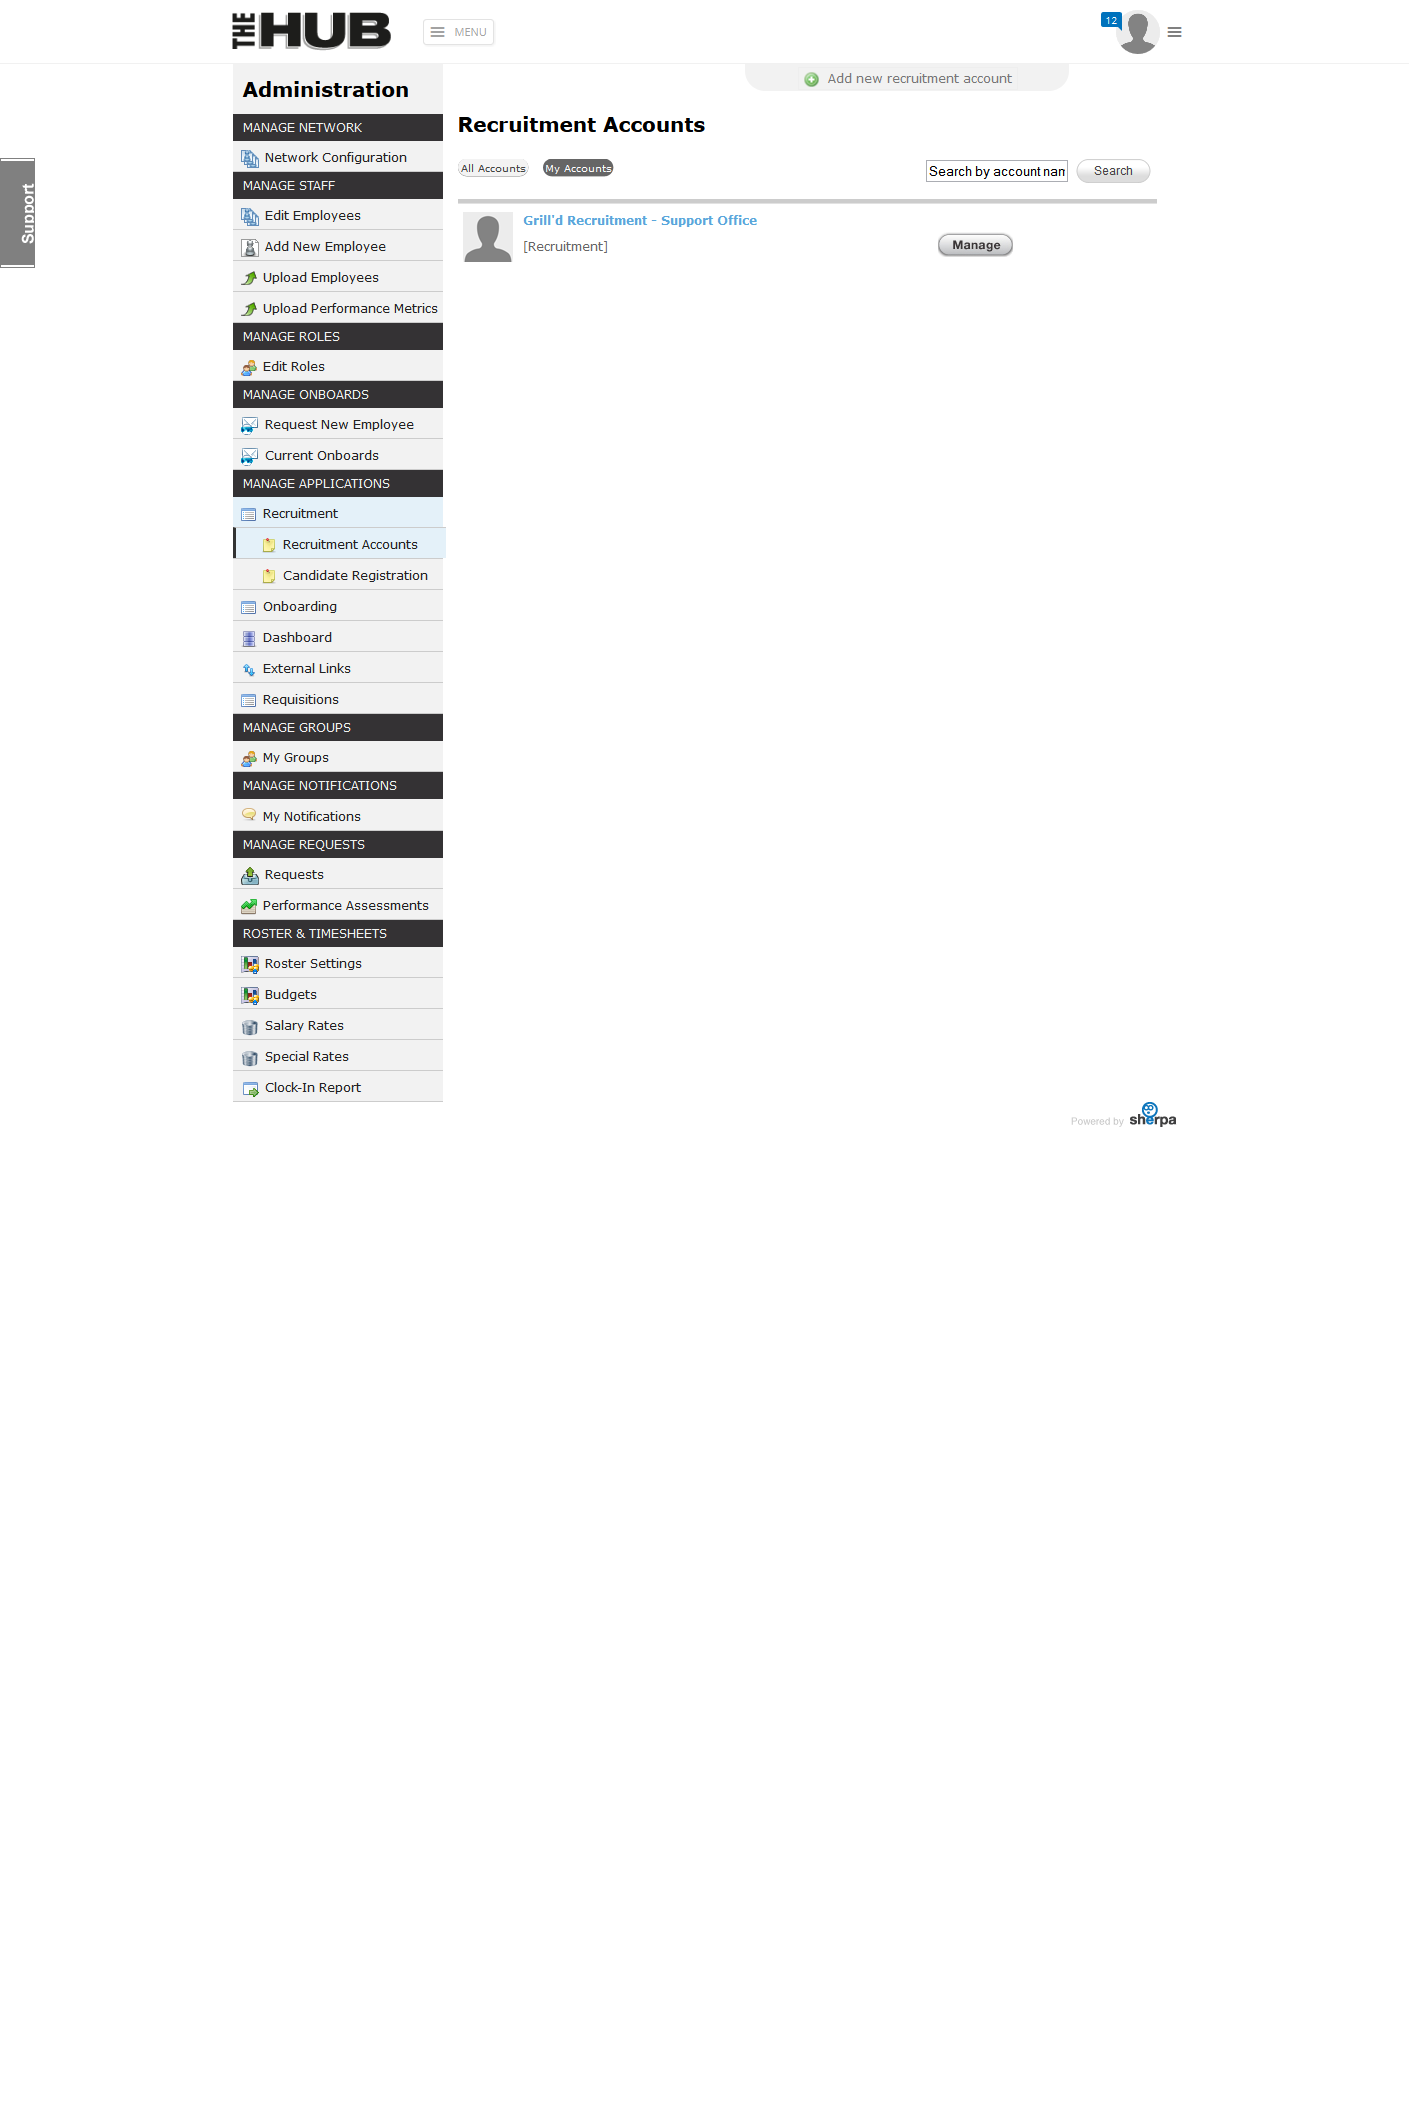 THE HUB
MENU
12
Support
Administration
MANAGE NETWORK
Network Configuration
MANAGE STAFF
Edit Employees
Add New Employee
Upload Employees
Upload Performance Metrics
MANAGE ROLES
Edit Roles
MANAGE ONBOARDS
Request New Employee
Current Onboards
MANAGE APPLICATIONS
Recruitment
Recruitment Accounts
Candidate Registration
Onboarding
Dashboard
External Links
Requisitions
MANAGE GROUPS
My Groups
MANAGE NOTIFICATIONS
My Notifications
MANAGE REQUESTS
Requests
Performance Assessments
ROSTER & TIMESHEETS
Roster Settings
Budgets
Salary Rates
Special Rates
Clock-In Report
Add new recruitment account
Recruitment Accounts
All Accounts
My Accounts
Search by account nam
Search
Grill'd Recruitment - Support Office
[Recruitment]
Manage
Powered by sherpa